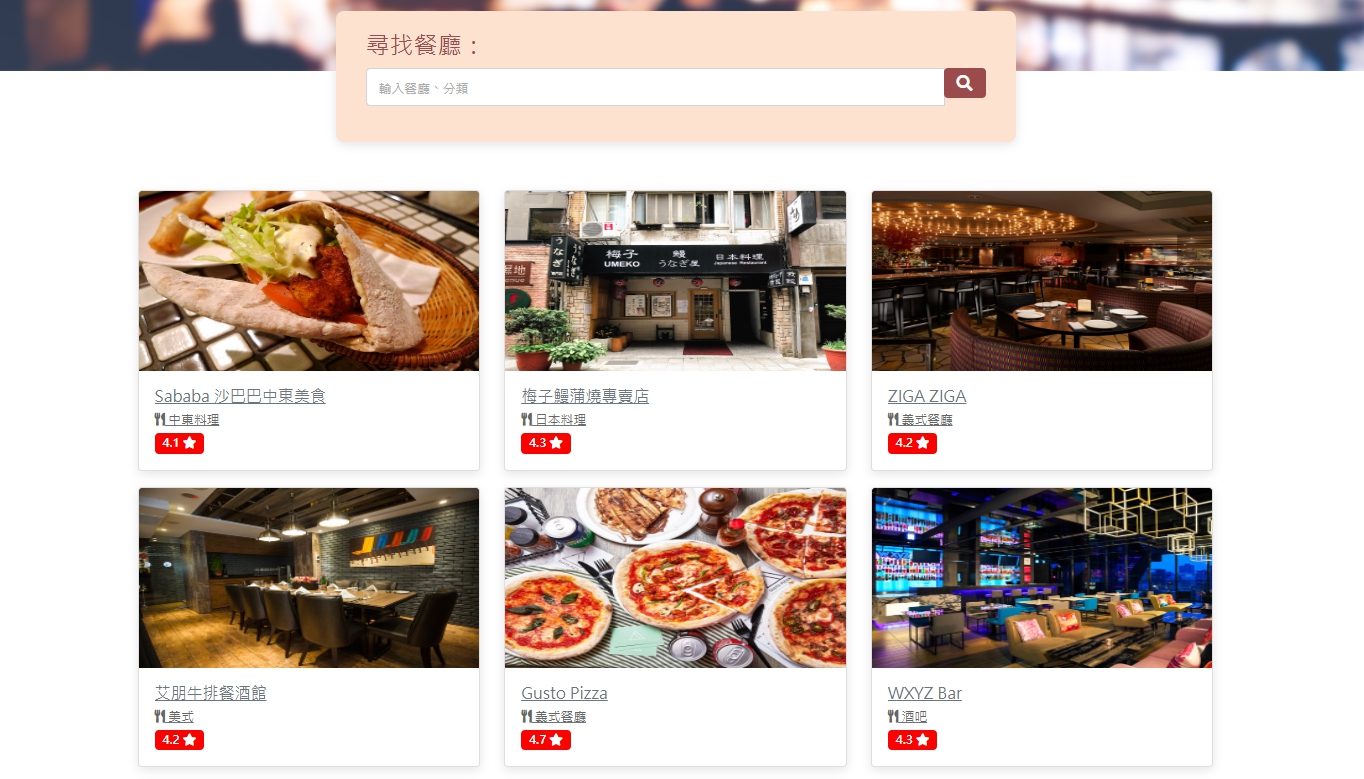 尋找餐廳：
輸入餐廳、分類
梅子 鰻 日本料理
UMEKO うなぎ屋 Japanese Restaurant
うなぎ
Sababa 沙巴巴中東美食
中東料理
4.1
梅子鰻蒲燒專賣店
日本料理
4.3
ZIGA ZIGA
義式餐廳
4.2
艾朋牛排餐酒館
美式
4.2
Gusto Pizza
義式餐廳
4.7
WXYZ Bar
酒吧
4.3